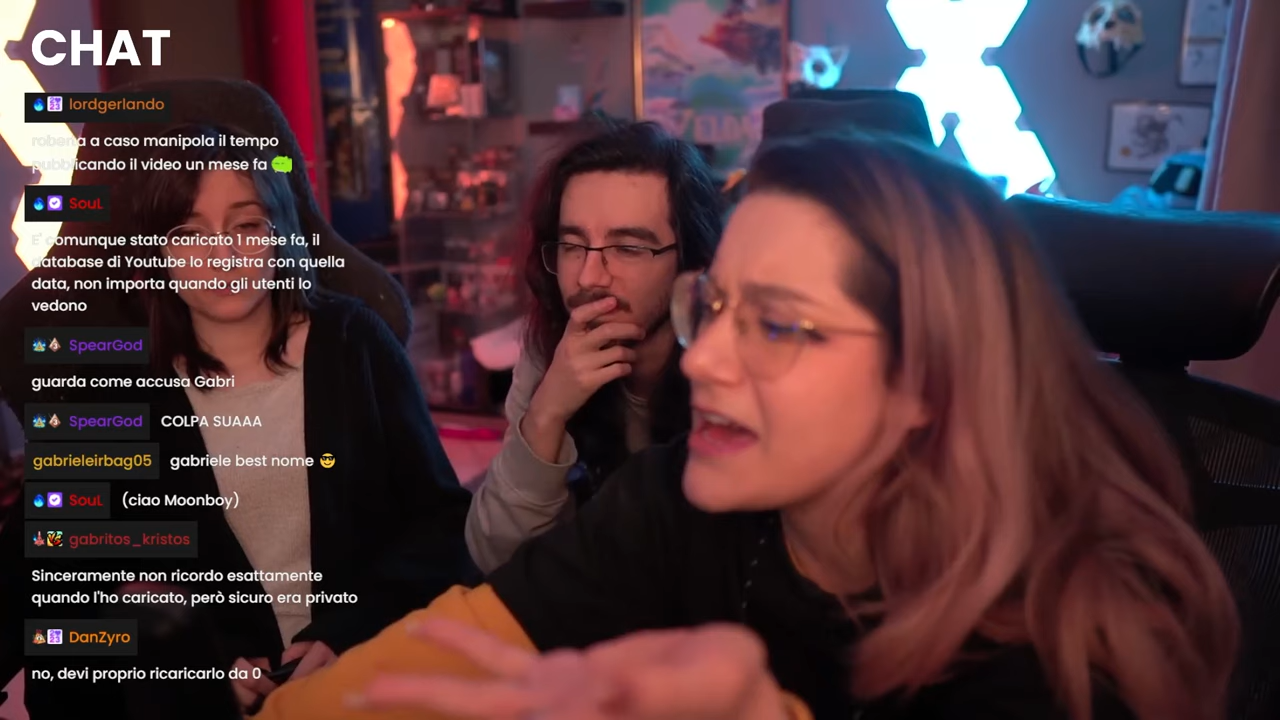 CHAT
lordgerlando
roberta a caso manipola il tempo
pubblicando il video un mese fa
SouL
E' comunque stato caricato 1 mese fa, il
database di Youtube lo registra con quella
data, non importa quando gli utenti lo
vedono
SpearGod
guarda come accusa Gabri
SpearGod COLPA SUAAA
gabrieleirbag05 gabriele best nome 😎
SouL (ciao Moonboy)
gabritos_kristos
Sinceramente non ricordo esattamente
quando l'ho caricato, però sicuro era privato
DanZyro
no, devi proprio ricaricarlo da 0